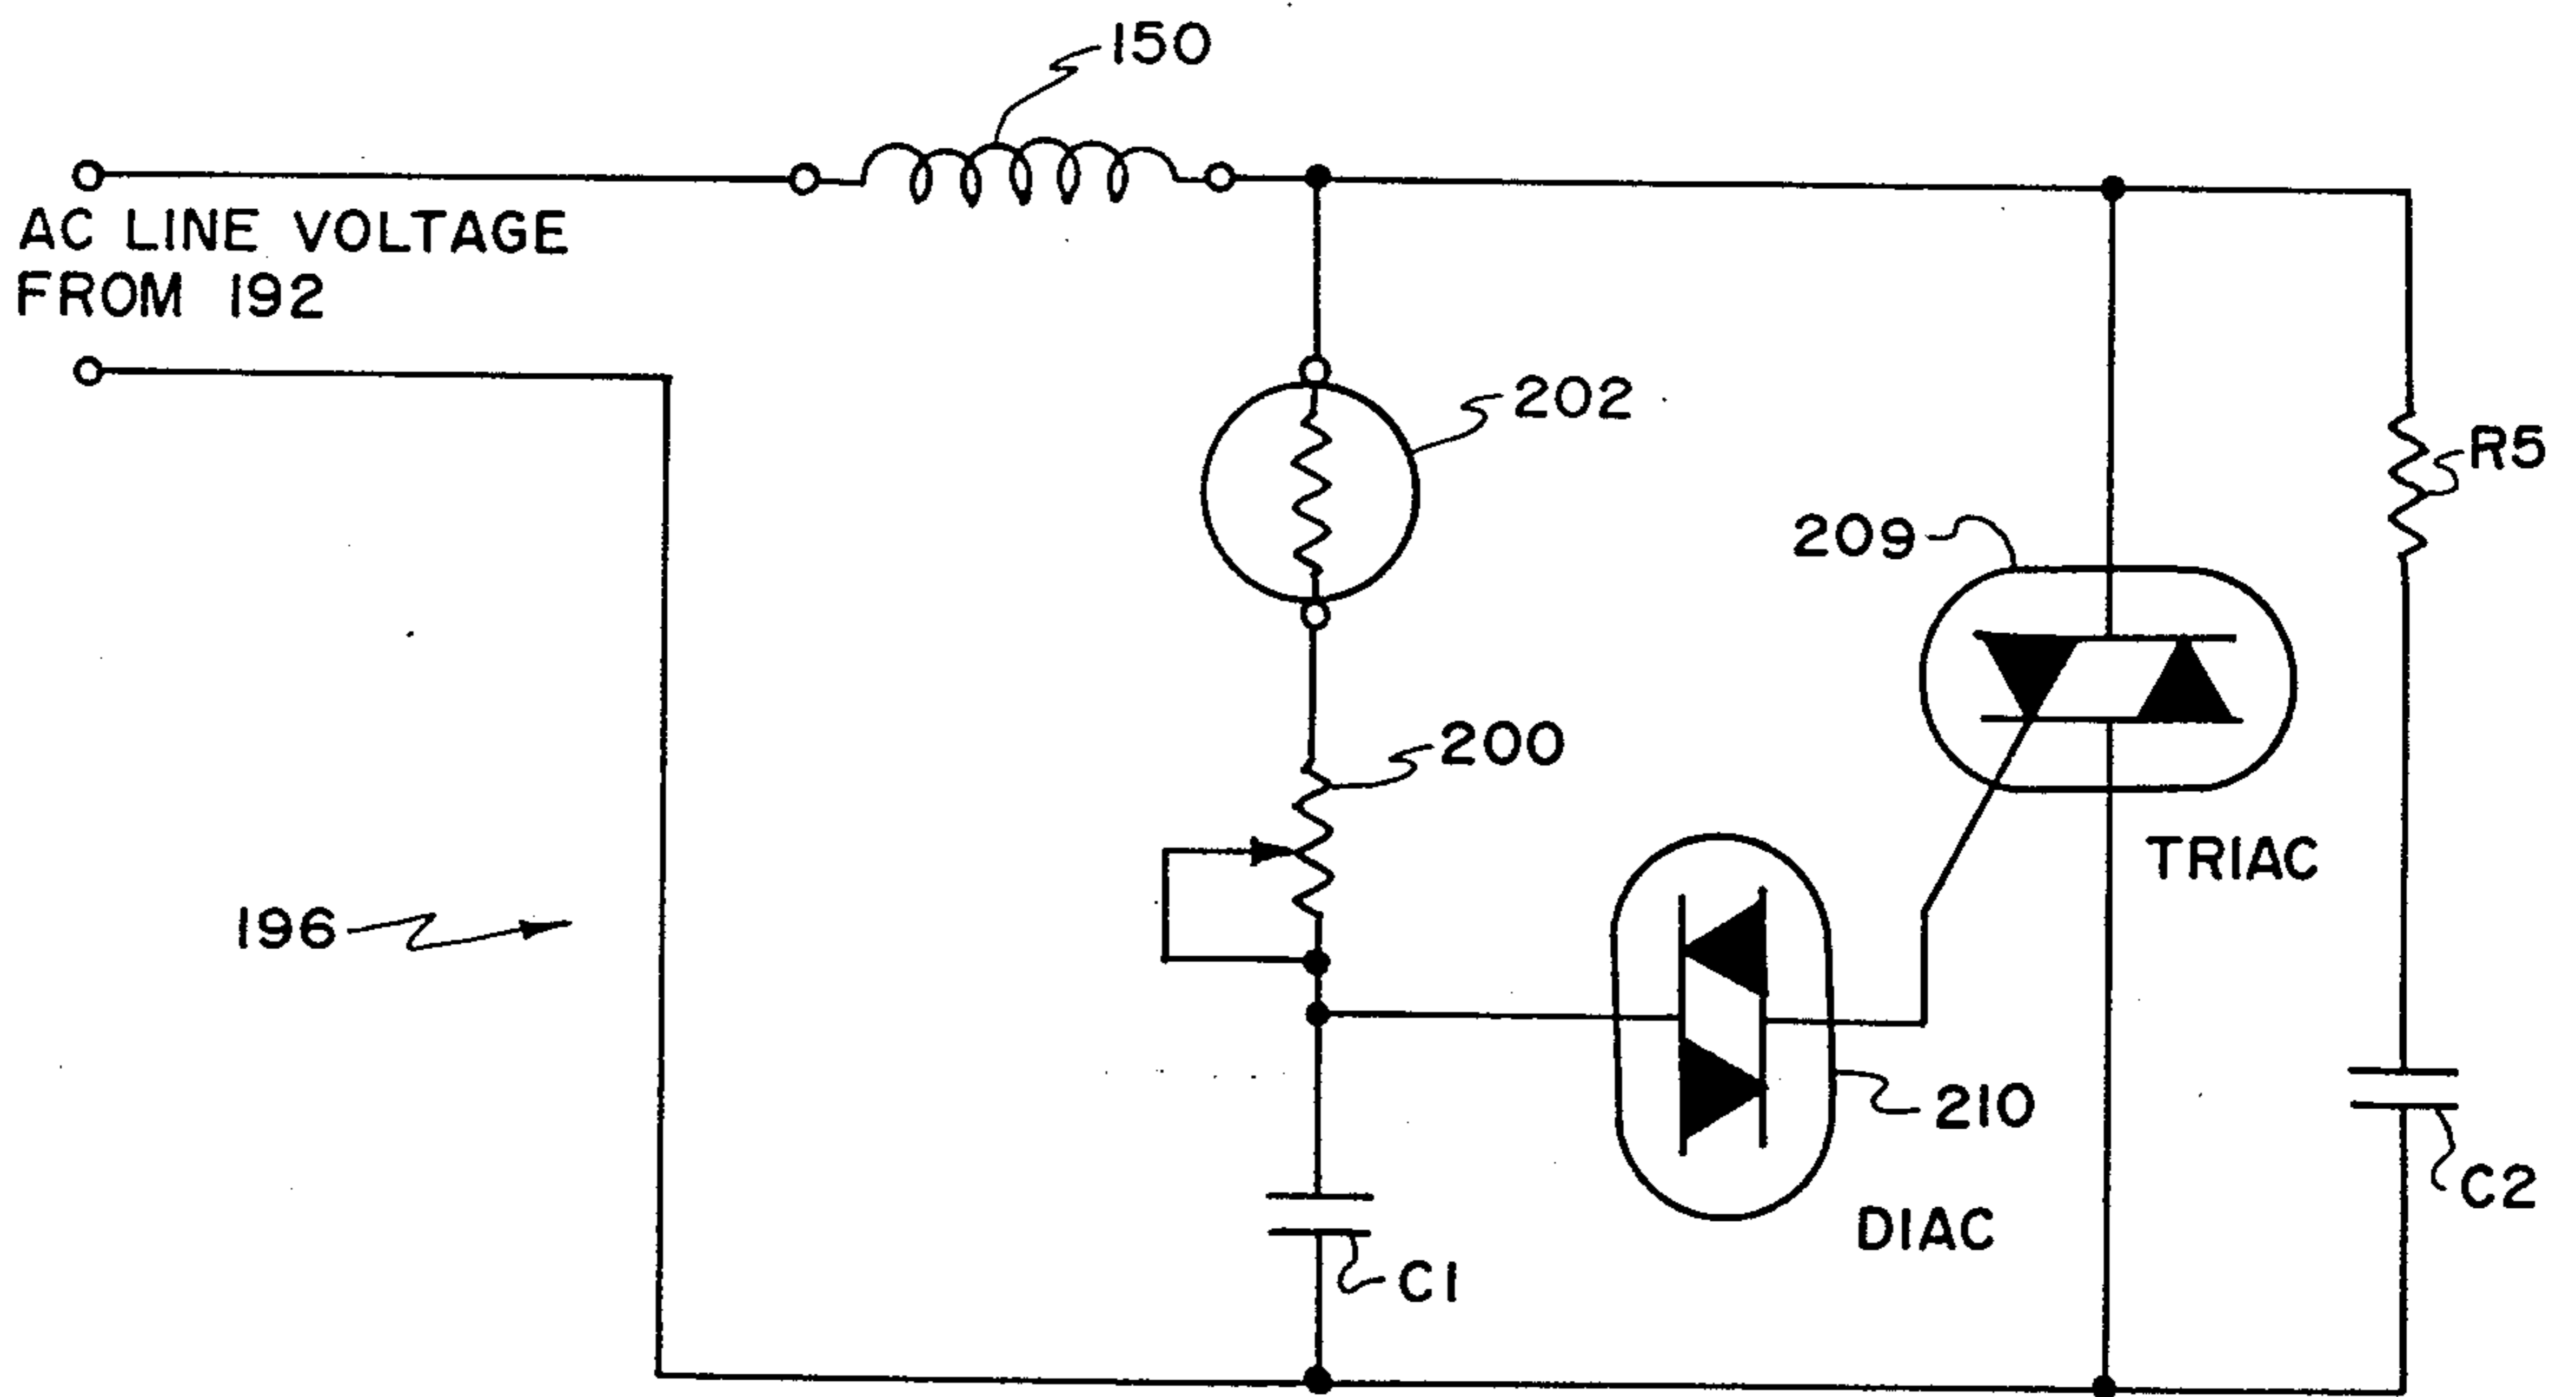 150
AC LINE VOLTAGE
FROM 192
202
R5
209
200
TRIAC
196
210
C2
DIAC
C1